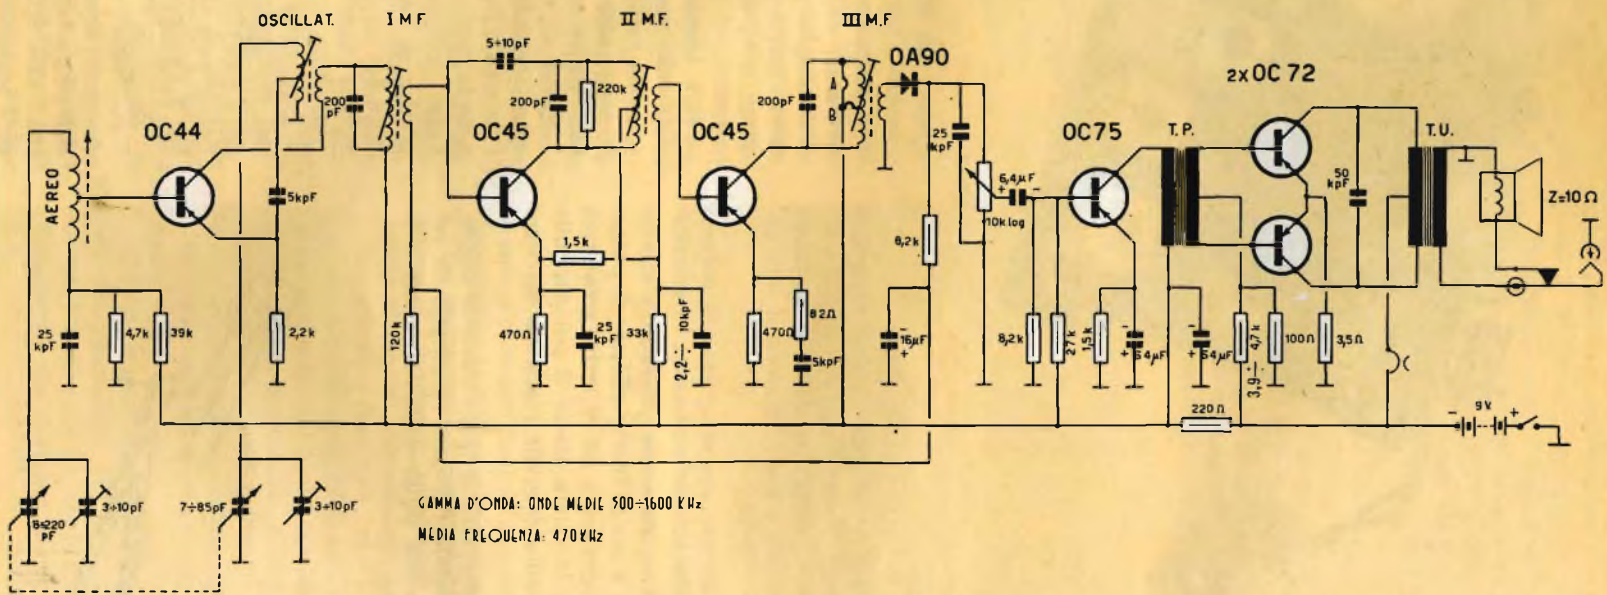 OSCILLAT.
I M F
II M.F.
III M.F
5÷10pF
OA90
2x OC 72
200 pF
200pF
220k
200pF
A
B
OC44
OC45
OC45
25 kpF
OC75
T.P.
T.U.
AEREO
5kpF
6,4µF
+
-
10k log
50 kpF
Z=10 Ω
1,5k
8,2k
25 kpF
4,7k
39k
2,2k
120k
470Ω
25 kpF
33k
2,2÷10kpF
470Ω
82Ω
5kpF
16µF
-
+
8,2k
27k
1,5k
-
+
64µF
-
+
64µF
3,9÷4,7k
100Ω
3,5Ω
220Ω
-
9V
+
3÷10pF
7÷85pF
3÷10pF
pF
GAMMA D'ONDA: ONDE MEDIE 500÷1600 KHz
MEDIA FREQUENZA: 470KHz